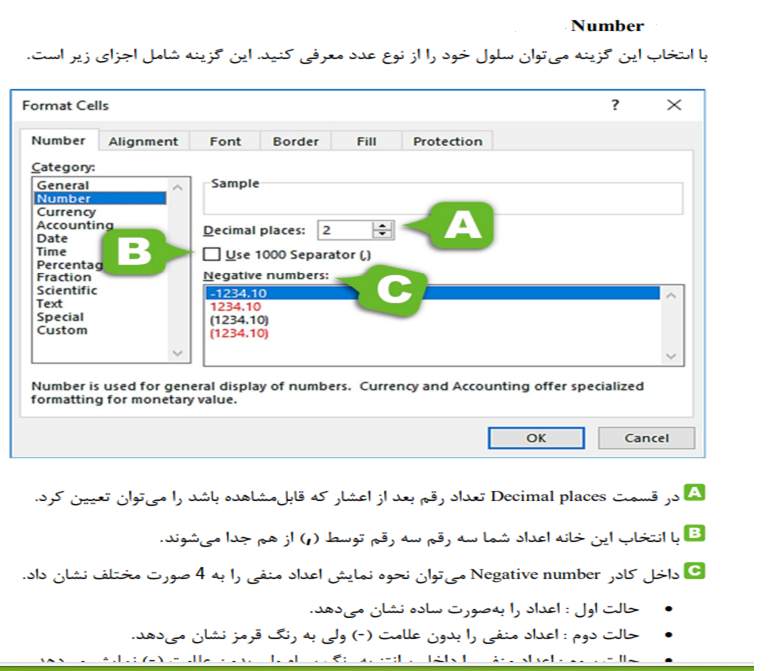 Number
با انتخاب این گزینه می‌توان سلول خود را از نوع عدد معرفی کنید. این گزینه شامل اجزای زیر است.
Format Cells ? ×
Number Alignment Font Border Fill Protection
Category:
General
Number
Currency
Accounting
Date
Time
Percentag
Fraction
Scientific
Text
Special
Custom
Sample
Decimal places: 2
A
B
Use 1000 Separator (,)
Negative numbers:
C
-1234.10
1234.10
(1234.10)
(1234.10)
Number is used for general display of numbers. Currency and Accounting offer specialized
formatting for monetary value.
OK Cancel
A در قسمت Decimal places تعداد رقم بعد از اعشار که قابل‌مشاهده باشد را می‌توان تعیین کرد.
B با انتخاب این خانه اعداد شما سه رقم سه رقم توسط (,) از هم جدا می‌شوند.
C داخل کادر Negative number می‌توان نحوه نمایش اعداد منفی را به 4 صورت مختلف نشان داد.
• حالت اول : اعداد را به‌صورت ساده نشان می‌دهد.
• حالت دوم : اعداد منفی را بدون علامت (-) ولی به رنگ قرمز نشان می‌دهد.